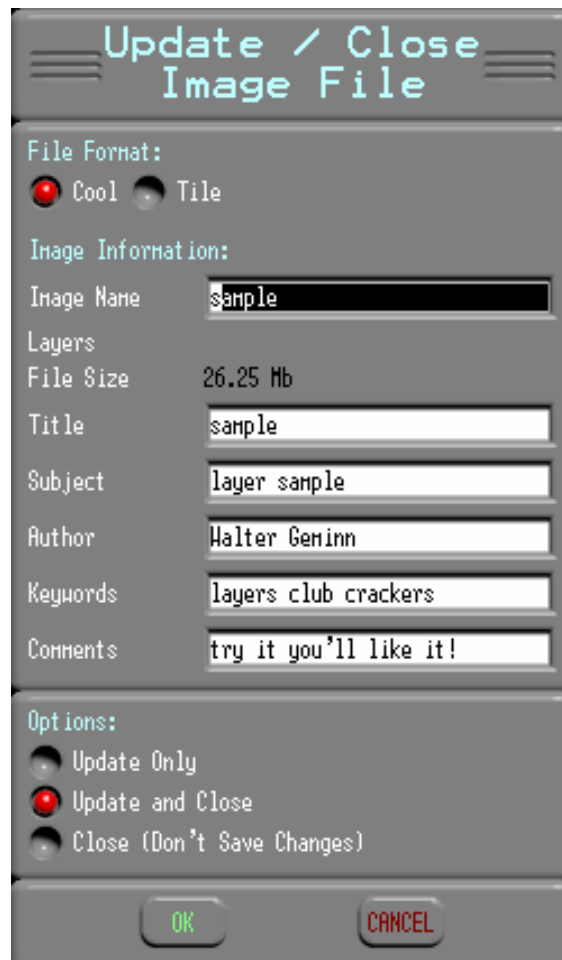 Update / Close
Image File
File Format:
Cool Tile
Image Information:
Image Name sample
Layers
File Size 26.25 Mb
Title sample
Subject layer sample
Author Walter Geminn
Keywords layers club crackers
Comments try it you'll like it!
Options:
Update Only
Update and Close
Close (Don't Save Changes)
OK CANCEL